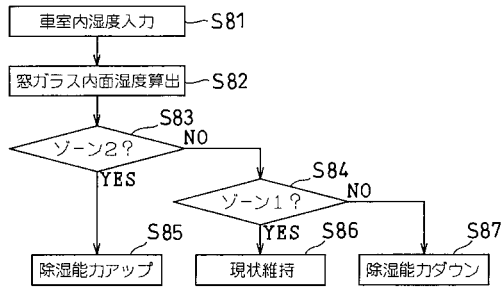 車室内湿度入力 S81
窓ガラス内面湿度算出 S82
S83
ゾーン2? NO
YES
S84
ゾーン1? NO
YES
S85 S86 S87
除湿能力アップ 現状維持 除湿能力ダウン